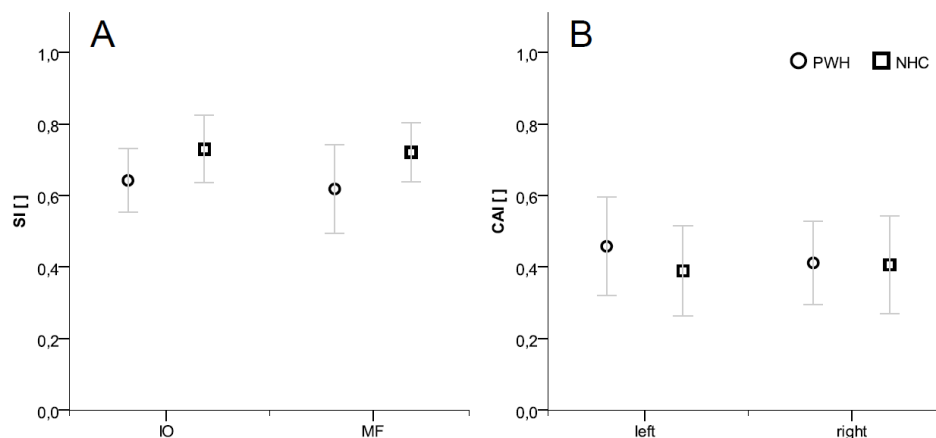 A
1,0
0,8
0,6
0,4
0,2
0,0
SI [ ]
IO
MF
B
PWH
NHC
1,0
0,8
0,6
0,4
0,2
0,0
CAI [ ]
left
right